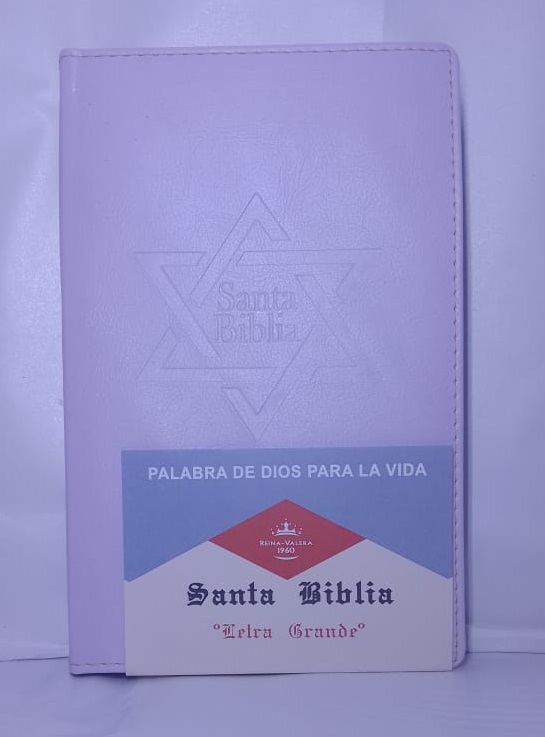 Santa
Biblia
PALABRA DE DIOS PARA LA VIDA
REINA-VALERA
1960
Santa Biblia
"Letra Grande"